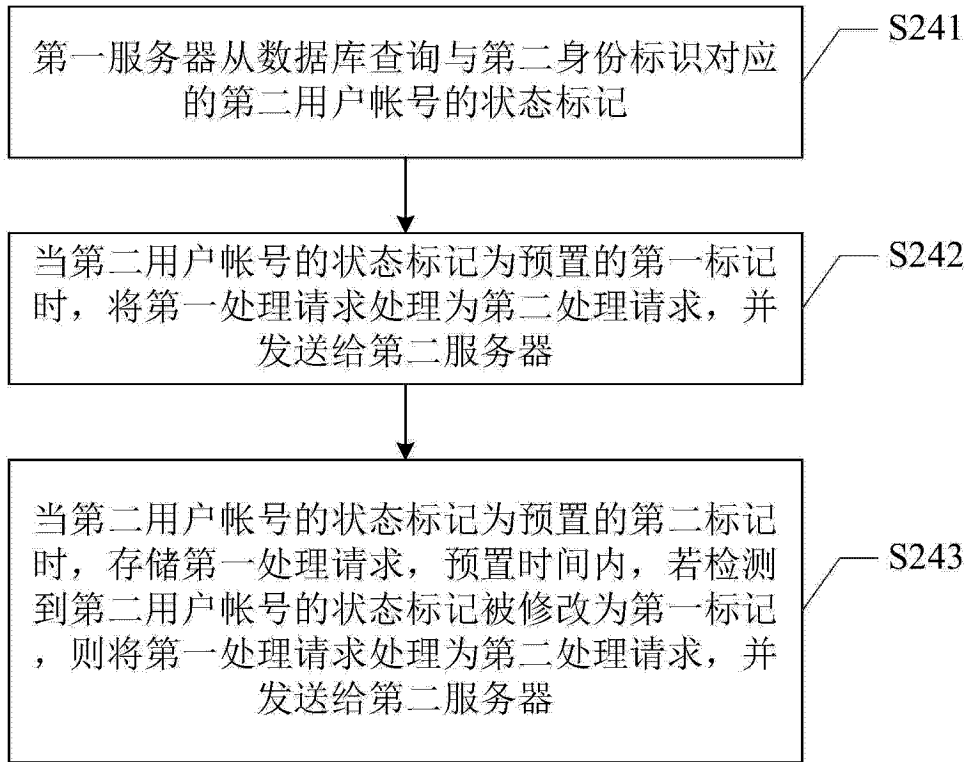 第一服务器从数据库查询与第二身份标识对应
的第二用户帐号的状态标记
S241
当第二用户帐号的状态标记为预置的第一标记
时，将第一处理请求处理为第二处理请求，并
发送给第二服务器
S242
当第二用户帐号的状态标记为预置的第二标记
时，存储第一处理请求，预置时间内，若检测
到第二用户帐号的状态标记被修改为第一标记
，则将第一处理请求处理为第二处理请求，并
发送给第二服务器
S243